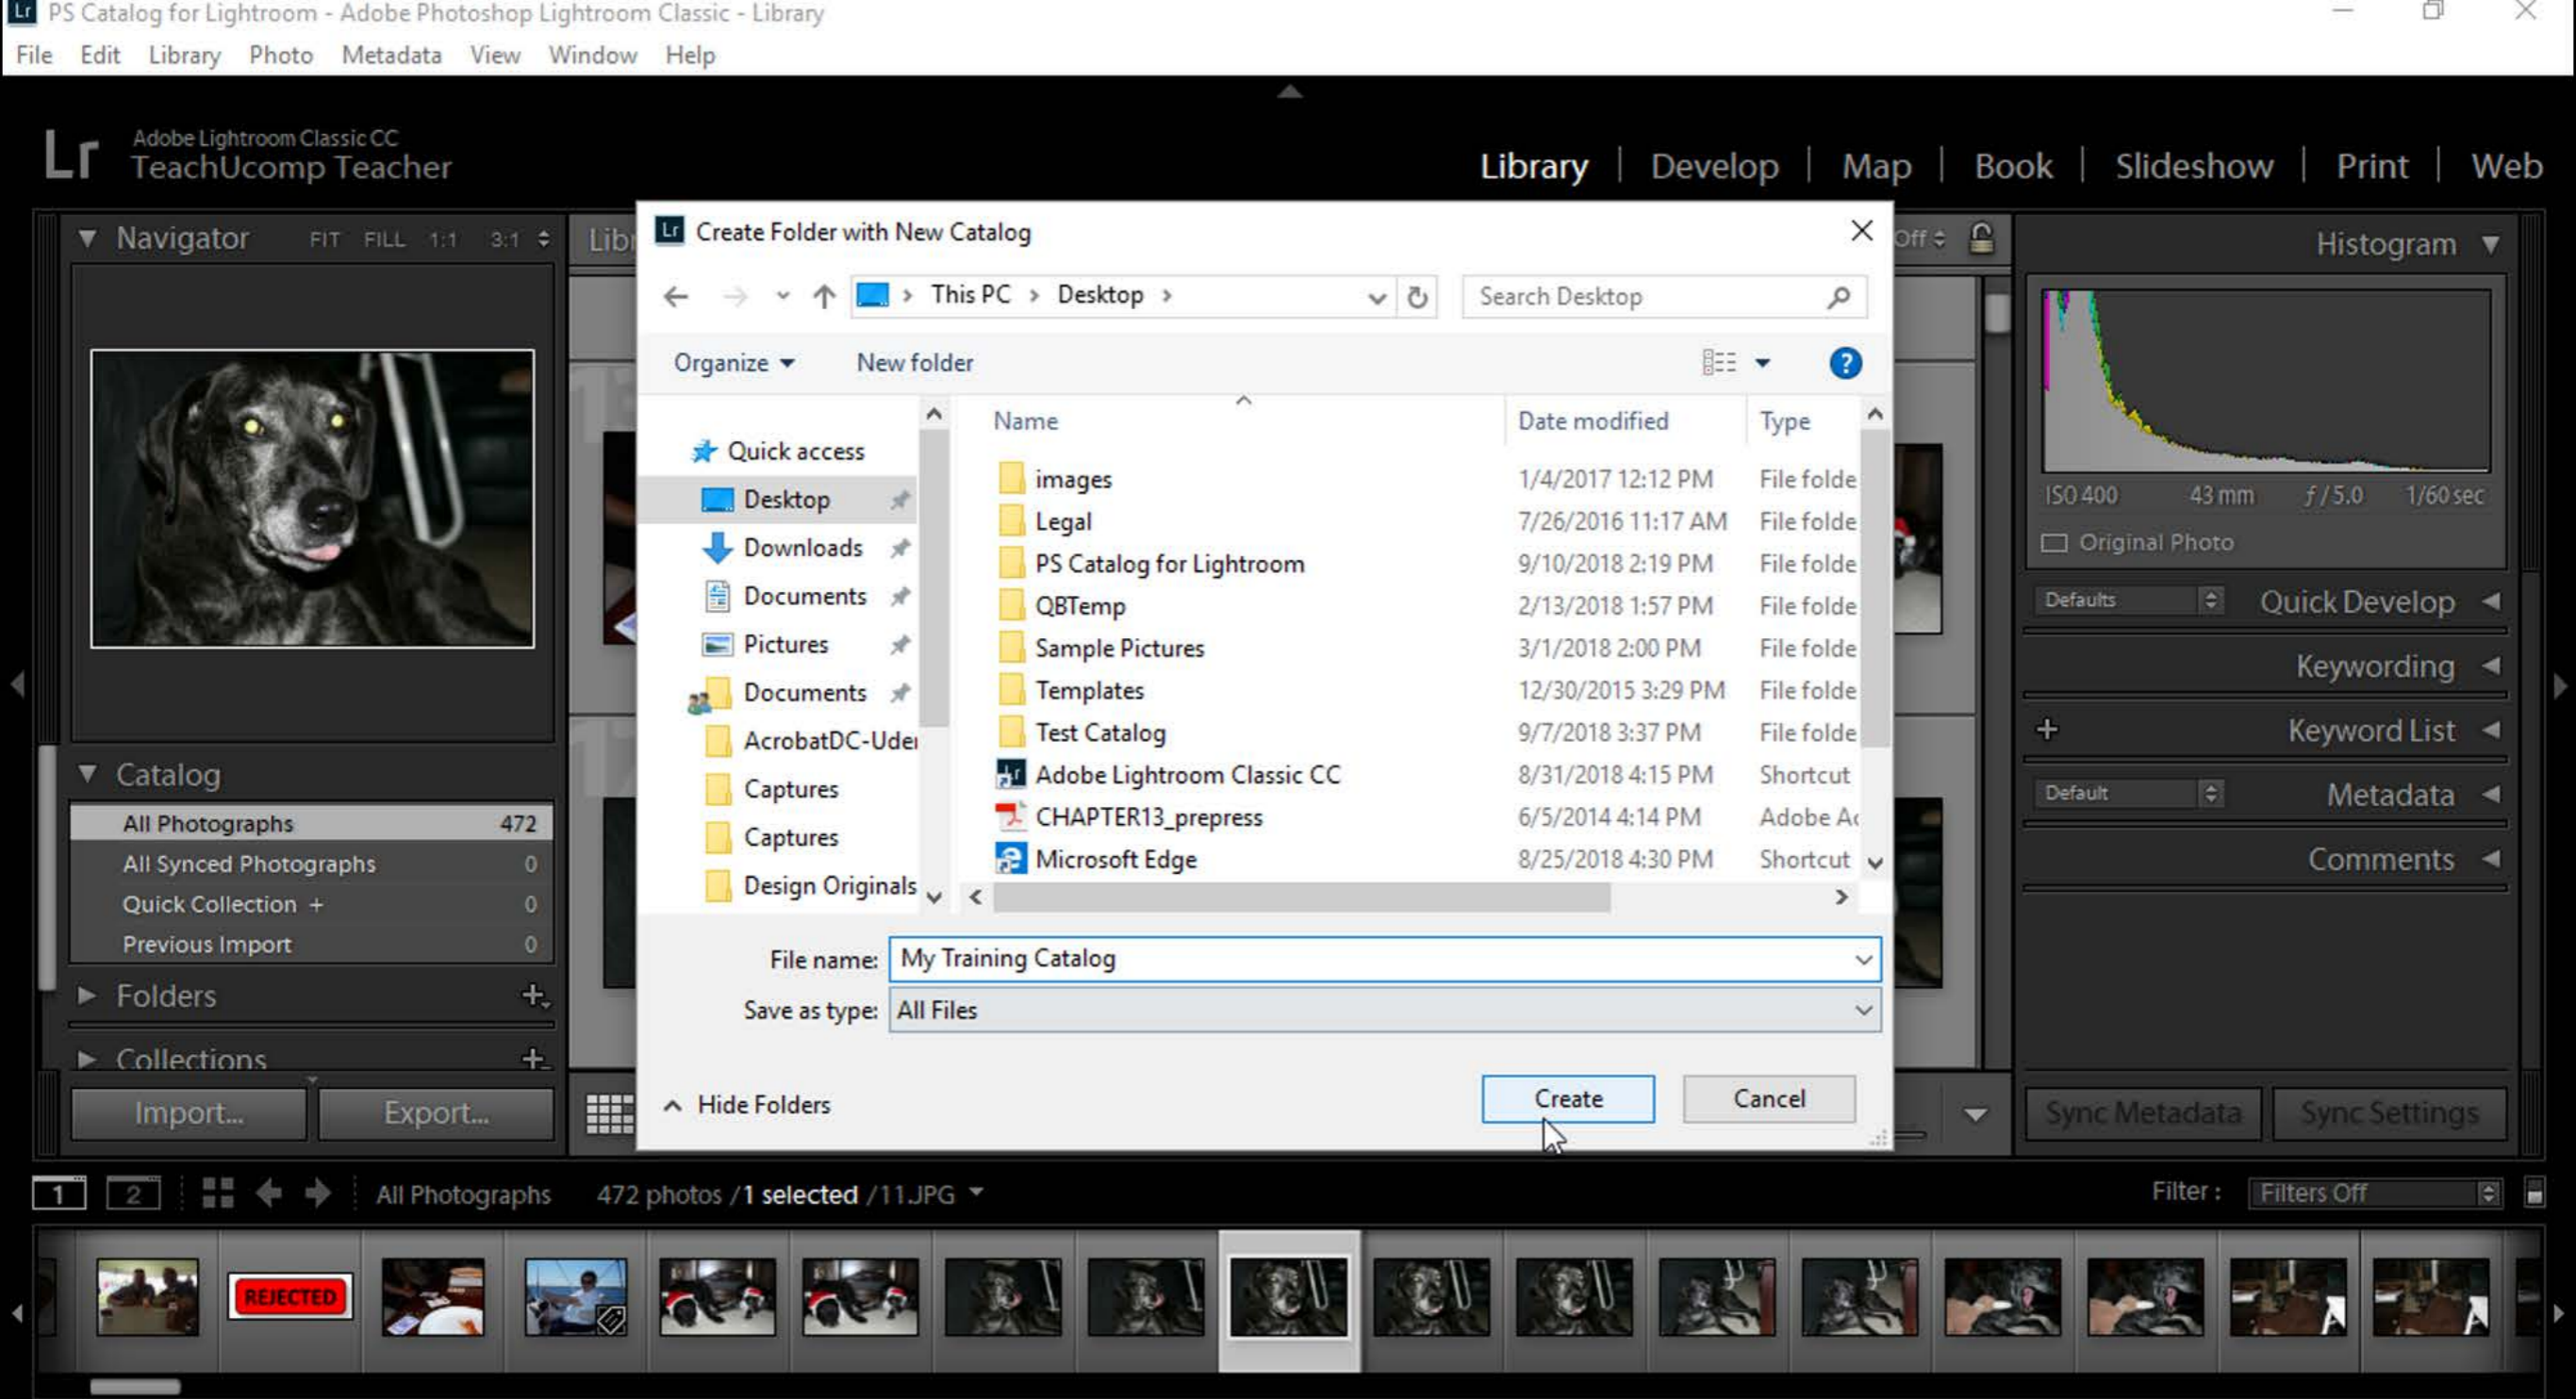 Lr PS Catalog for Lightroom - Adobe Photoshop Lightroom Classic - Library
File Edit Library Photo Metadata View Window Help
Lr Adobe Lightroom Classic CC
TeachUcomp Teacher
Library | Develop | Map | Book | Slideshow | Print | Web
Navigator FIT FILL 1:1 3:1
Libr
Lr Create Folder with New Catalog
Off
Histogram
This PC > Desktop >
Search Desktop
Organize
New folder
Name Date modified Type
Quick access
Desktop
Downloads
Documents
Pictures
Documents
AcrobatDC-Uder
Captures
Captures
Design Originals
images 1/4/2017 12:12 PM File folde
Legal 7/26/2016 11:17 AM File folde
PS Catalog for Lightroom 9/10/2018 2:19 PM File folde
QBTemp 2/13/2018 1:57 PM File folde
Sample Pictures 3/1/2018 2:00 PM File folde
Templates 12/30/2015 3:29 PM File folde
Test Catalog 9/7/2018 3:37 PM File folde
Adobe Lightroom Classic CC 8/31/2018 4:15 PM Shortcut
CHAPTER13_prepress 6/5/2014 4:14 PM Adobe Ac
Microsoft Edge 8/25/2018 4:30 PM Shortcut
File name: My Training Catalog
Save as type: All Files
Hide Folders
Create
Cancel
Catalog
All Photographs 472
All Synced Photographs 0
Quick Collection + 0
Previous Import 0
Folders
Collections
Import...
Export...
ISO 400 43 mm ƒ / 5.0 1/60 sec
Original Photo
Defaults Quick Develop
Keywording
Keyword List
Default Metadata
Comments
Sync Metadata
Sync Settings
1 2 All Photographs 472 photos / 1 selected / 11.JPG
Filter : Filters Off
REJECTED